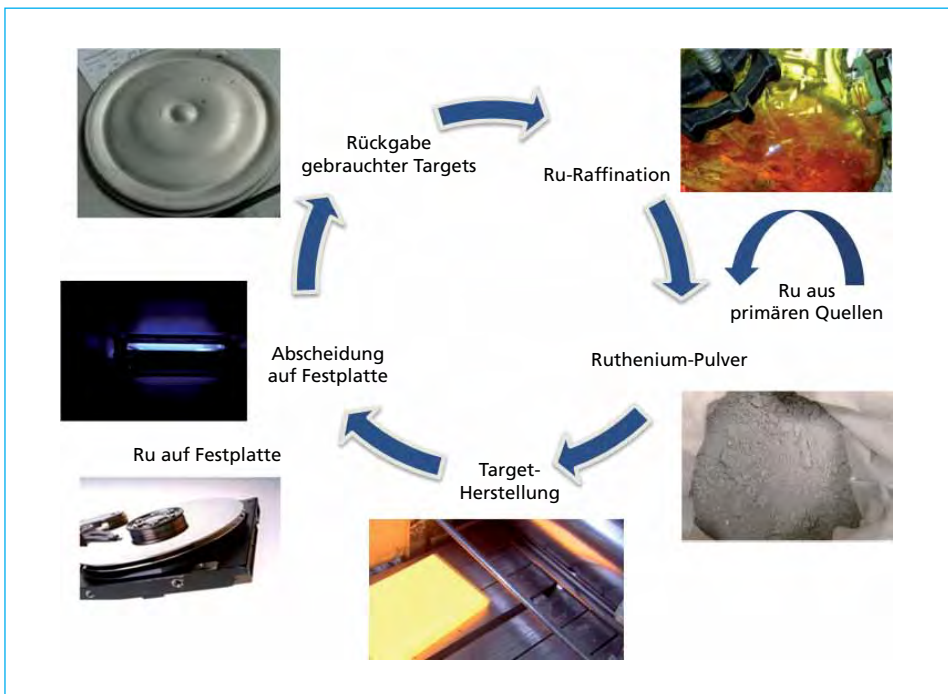 Rückgabe
gebrauchter Targets
Ru-Raffination
Ru aus
primären Quellen
Ruthenium-Pulver
Abscheidung
auf Festplatte
Ru auf Festplatte
Target-
Herstellung